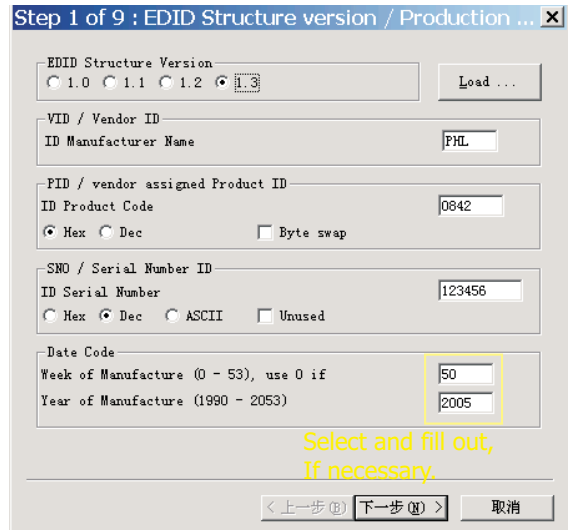 Step 1 of 9 : EDID Structure version / Production ...
EDID Structure Version
1.0 1.1 1.2 1.3
Load ...
VID / Vendor ID
ID Manufacturer Name PHL
PID / vendor assigned Product ID
ID Product Code 0842
Hex Dec Byte swap
SNO / Serial Number ID
ID Serial Number 123456
Hex Dec ASCII Unused
Date Code
Week of Manufacture (0 - 53), use 0 if 50
Year of Manufacture (1990 - 2053) 2005
Select and fill out,
If necessary.
< 上一步(B) 下一步(N) > 取消